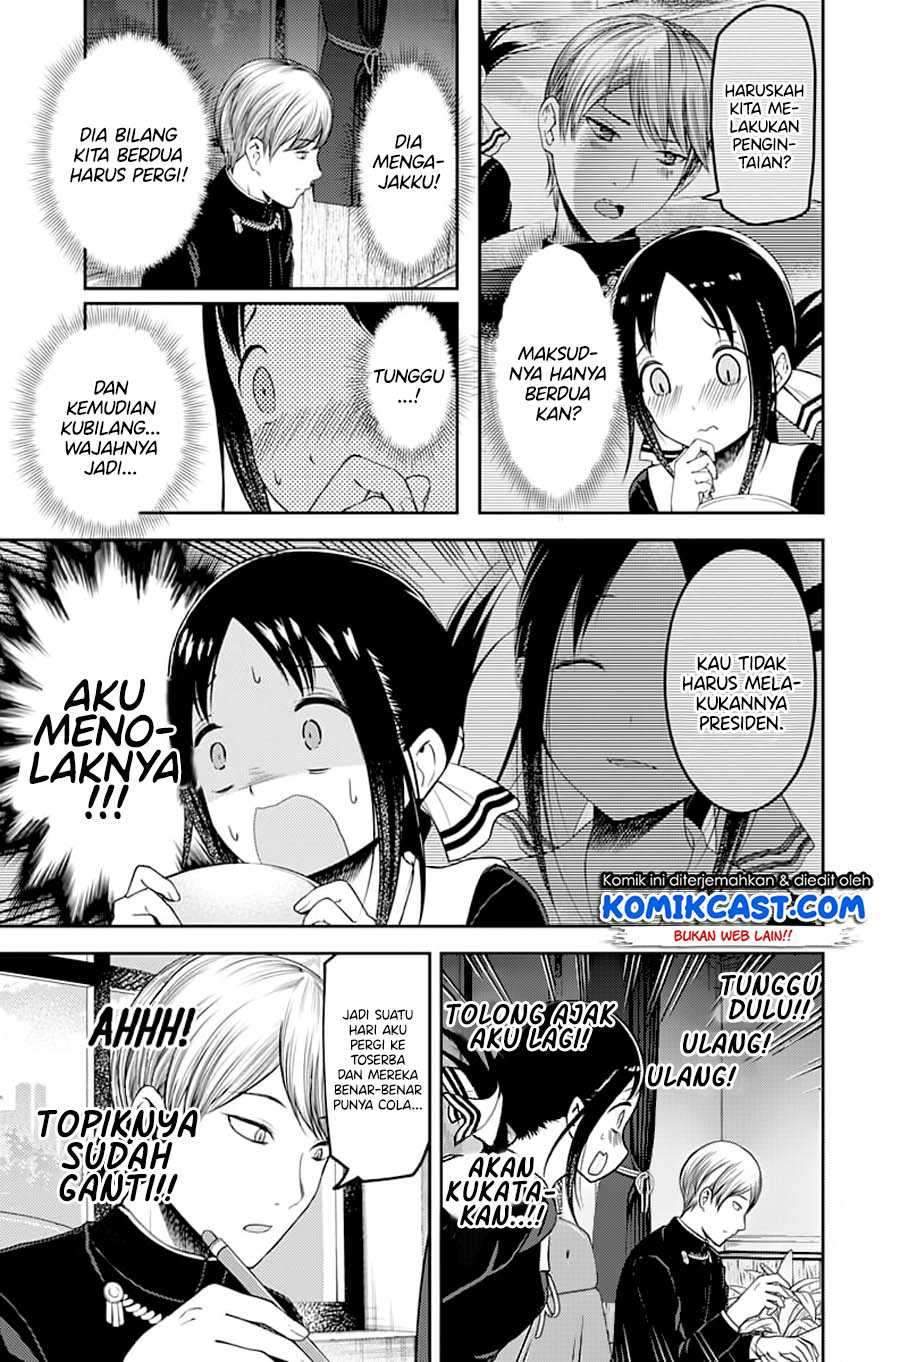 HARUSKAH
KITA ME-
LAKUKAN
PENGIN-
TAIAN?
MAKSUD-
NYA HANYA
BERDUA
KAN?
DIA
MENGA-
JAKKU!
DIA BILANG
KITA BERDUA
HARUS PERGI!
TUNGGU
...!
DAN
KEMUDIAN
KUBILANG...
WAJAHNYA
JADI...
KAU TIDAK
HARUS MELA-
KUKANNYA
PRESIDEN.
AKU
MENO-
LAKNYA
!!!
Komik ini diterjemahkan & diedit oleh
KOMIKCAST.COM
BUKAN WEB LAIN!!
TUNGGU
DULU!!
ULANG!
ULANG!
TOLONG AJAK
AKU LAGI!
AKAN
KUKATA-
KAN..!!
JADI SUATU
HARI AKU
PERGI KE
TOSERBA
DAN MEREKA
BENAR-BENAR
PUNYA COLA...
AHHH!
TOPIKNYA
SUDAH
GANTI!!